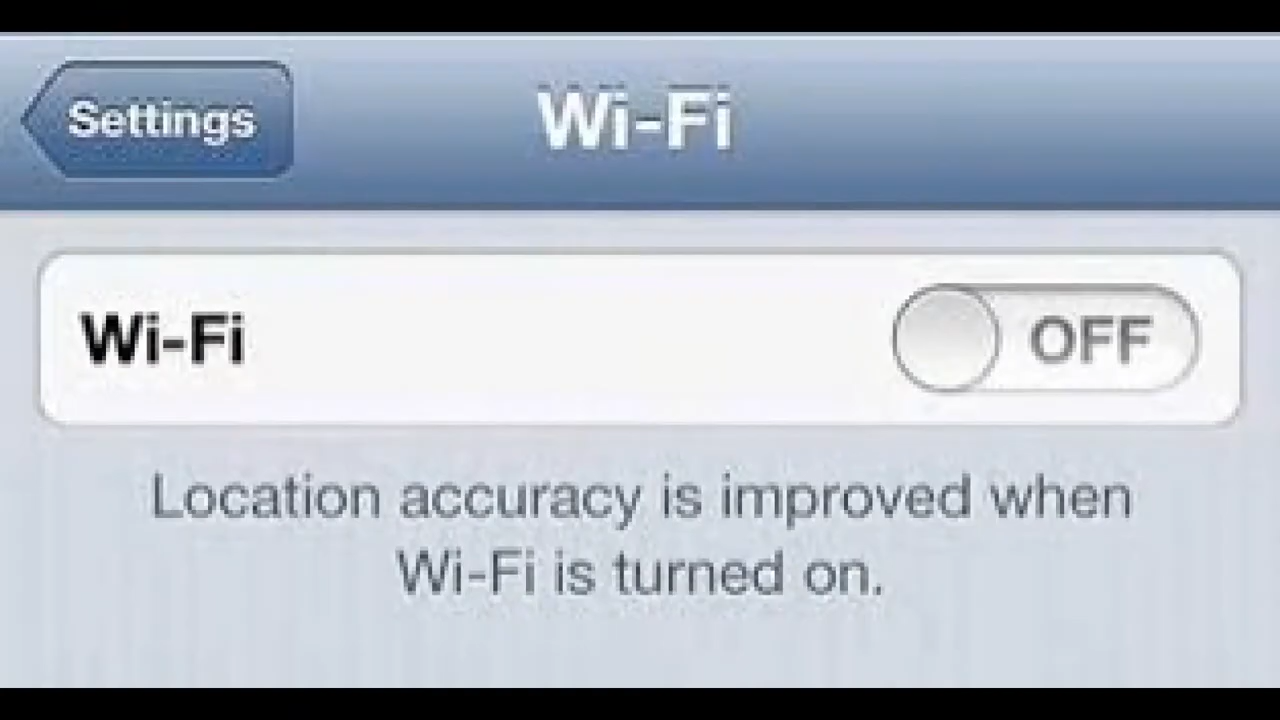 Settings
Wi-Fi
Wi-Fi
OFF
Location accuracy is improved when
Wi-Fi is turned on.